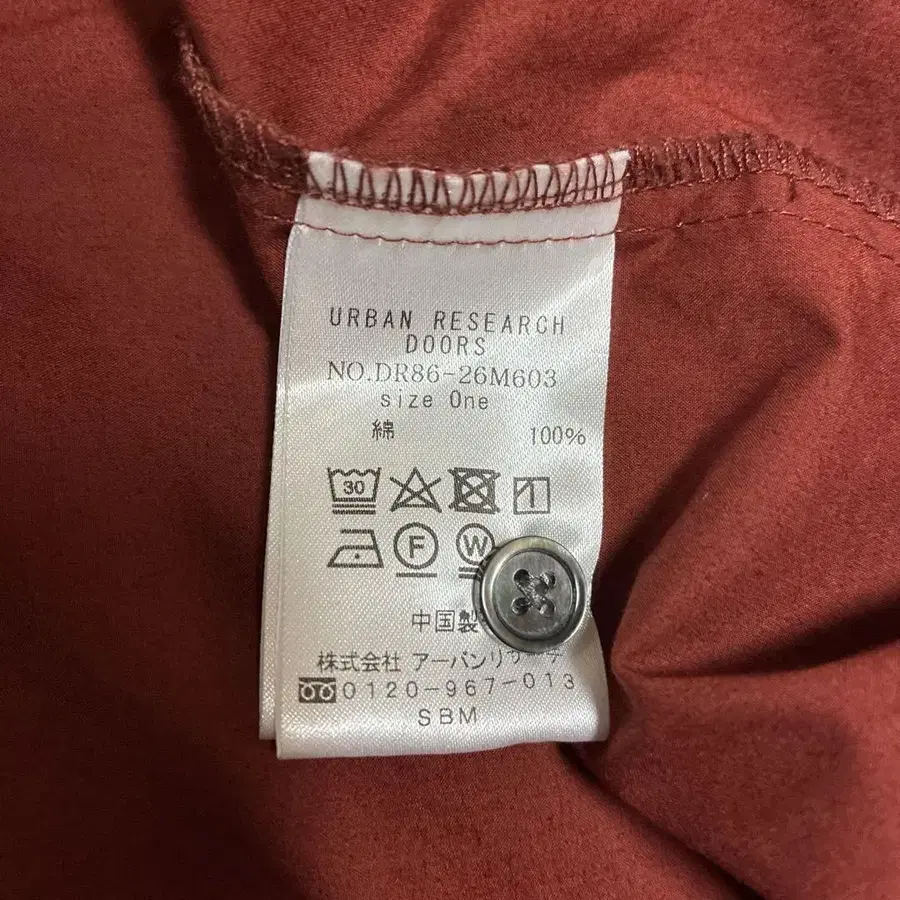 URBAN RESEARCH
DOORS
NO.DR86-26M603
size One
綿 100%
30
F W
中国製
株式会社 アーバンリサーチ
0120-967-013
SBM